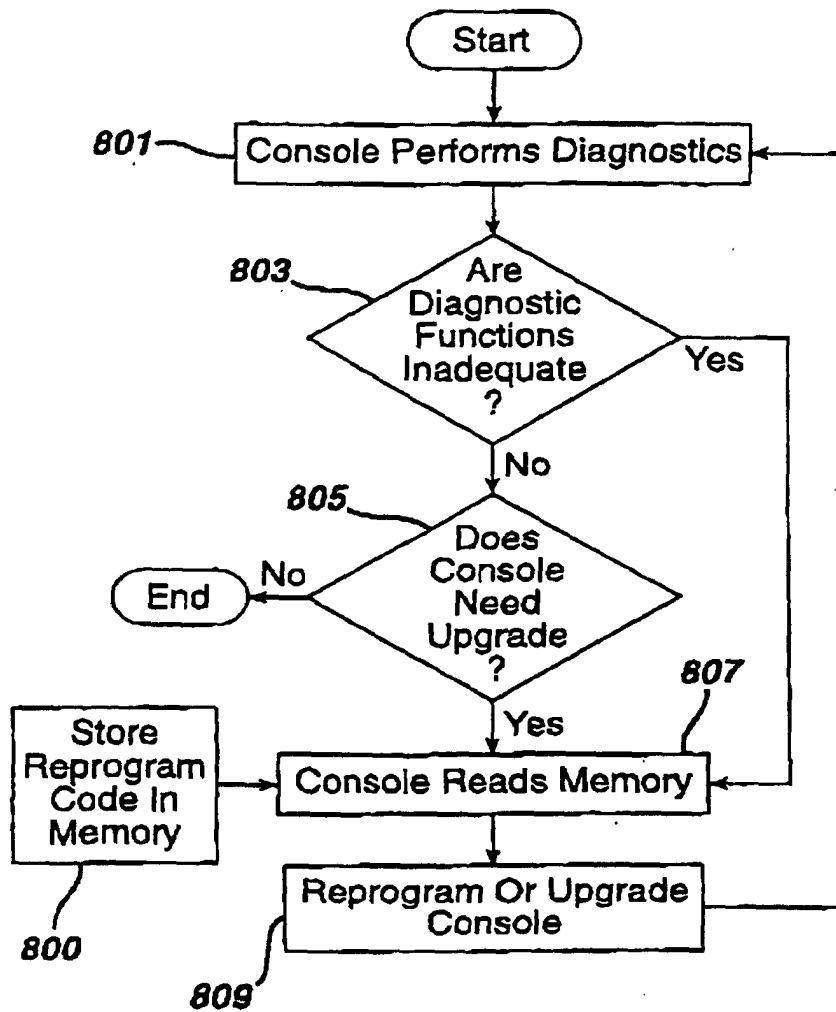 Start
801
Console Performs Diagnostics
803
Are
Diagnostic
Functions
Inadequate
?
Yes
No
805
Does
Console
Need
Upgrade
?
No
End
807
Yes
Store
Reprogram
Code In
Memory
Console Reads Memory
800
Reprogram Or Upgrade
Console
809